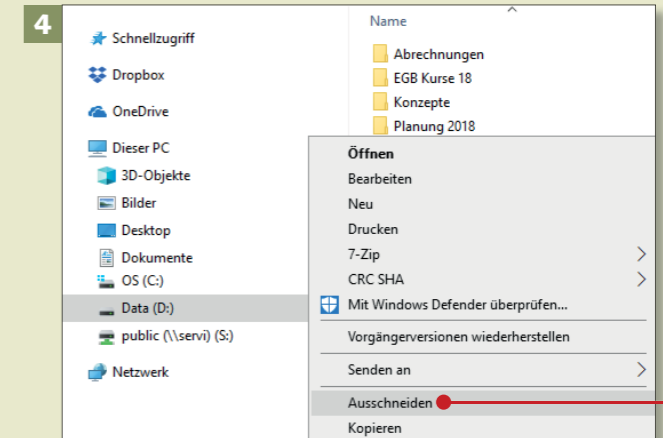 4
Schnellzugriff
Dropbox
OneDrive
Dieser PC
3D-Objekte
Bilder
Desktop
Dokumente
OS (C:)
Data (D:)
public (\\servi) (S:)
Netzwerk
Name
Abrechnungen
EGB Kurse 18
Konzepte
Planung 2018
Öffnen
Bearbeiten
Neu
Drucken
7-Zip
CRC SHA
Mit Windows Defender überprüfen...
Vorgängerversionen wiederherstellen
Senden an
Ausschneiden
Kopieren